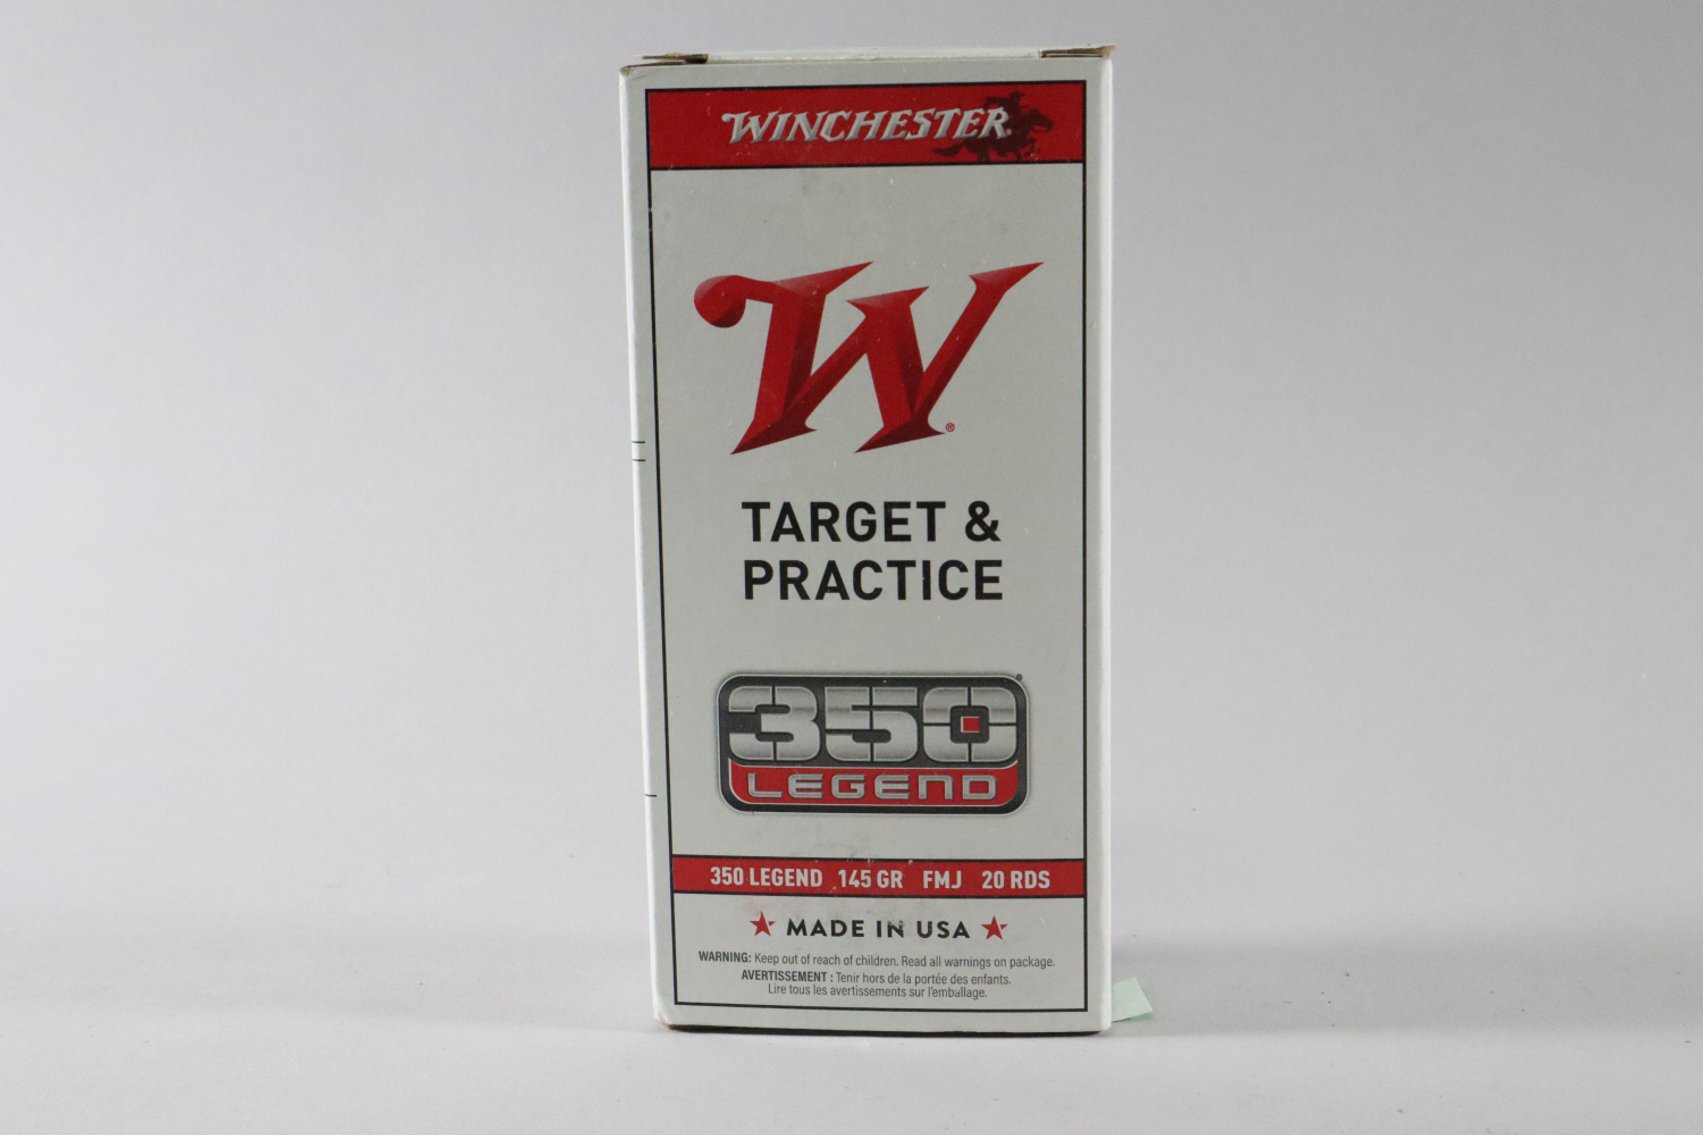 WINCHESTER
W®
TARGET &
PRACTICE
350
LEGEND
350 LEGEND 145 GR FMJ 20 RDS
★ MADE IN USA ★
WARNING: Keep out of reach of children. Read all warnings on package.
AVERTISSEMENT : Tenir hors de la portée des enfants.
Lire tous les avertissements sur l'emballage.